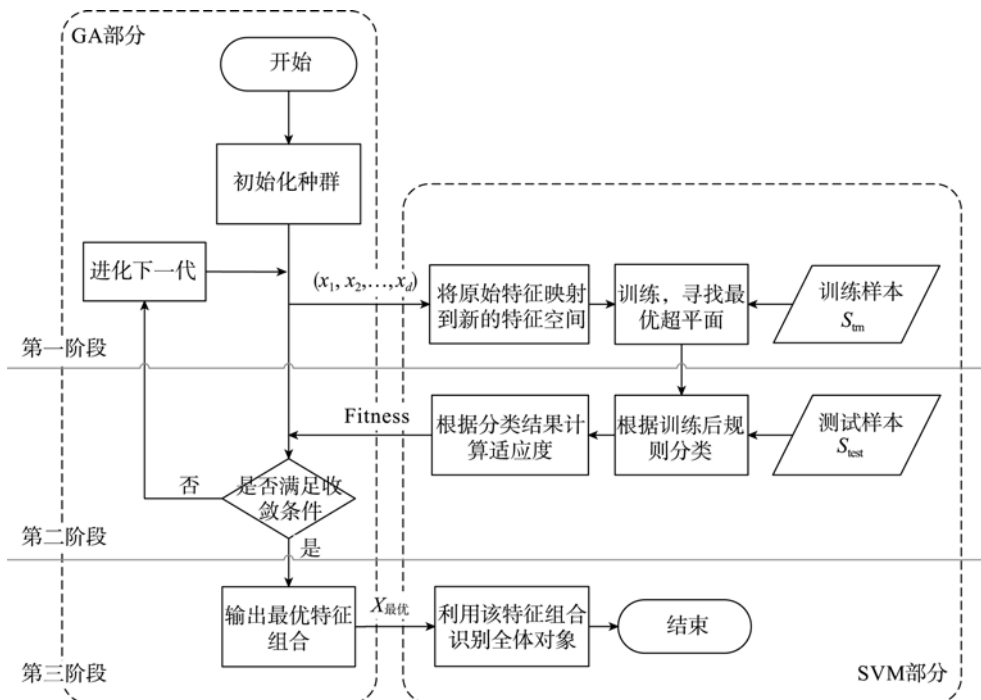 GA部分
开始
初始化种群
进化下一代
(x₁, x₂,…, x_d)
将原始特征映射
到新的特征空间
训练，寻找最
优超平面
训练样本
S_trn
第一阶段
Fitness
根据分类结果计
算适应度
根据训练后规
则分类
测试样本
S_test
否
是否满足收
敛条件
第二阶段
是
输出最优特征
组合
X最优
利用该特征组合
识别全体对象
结束
第三阶段
SVM部分